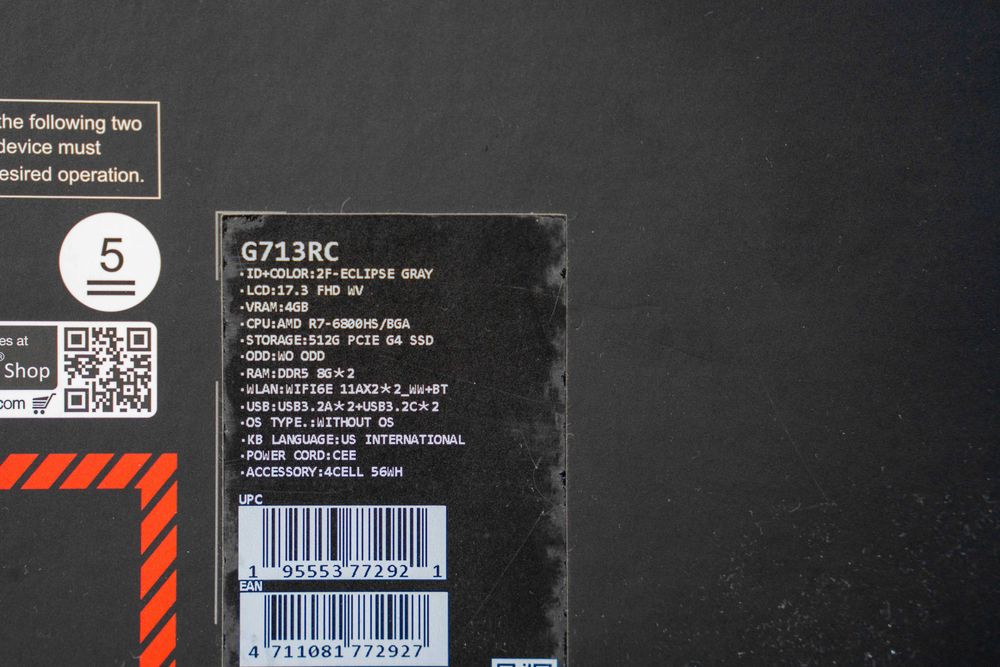 the following two
device must
esired operation.
5
es at
® Shop
com
G713RC
·ID+COLOR:2F-ECLIPSE GRAY
·LCD:17.3 FHD WV
·VRAM:4GB
·CPU:AMD R7-6800HS/BGA
·STORAGE:512G PCIE G4 SSD
·ODD:WO ODD
·RAM:DDR5 8G*2
·WLAN:WIFI6E 11AX2*2_WW+BT
·USB:USB3.2A*2+USB3.2C*2
·OS TYPE.:WITHOUT OS
·KB LANGUAGE:US INTERNATIONAL
·POWER CORD:CEE
·ACCESSORY:4CELL 56WH
UPC
1 95553 77292 1
EAN
4 711081 772927